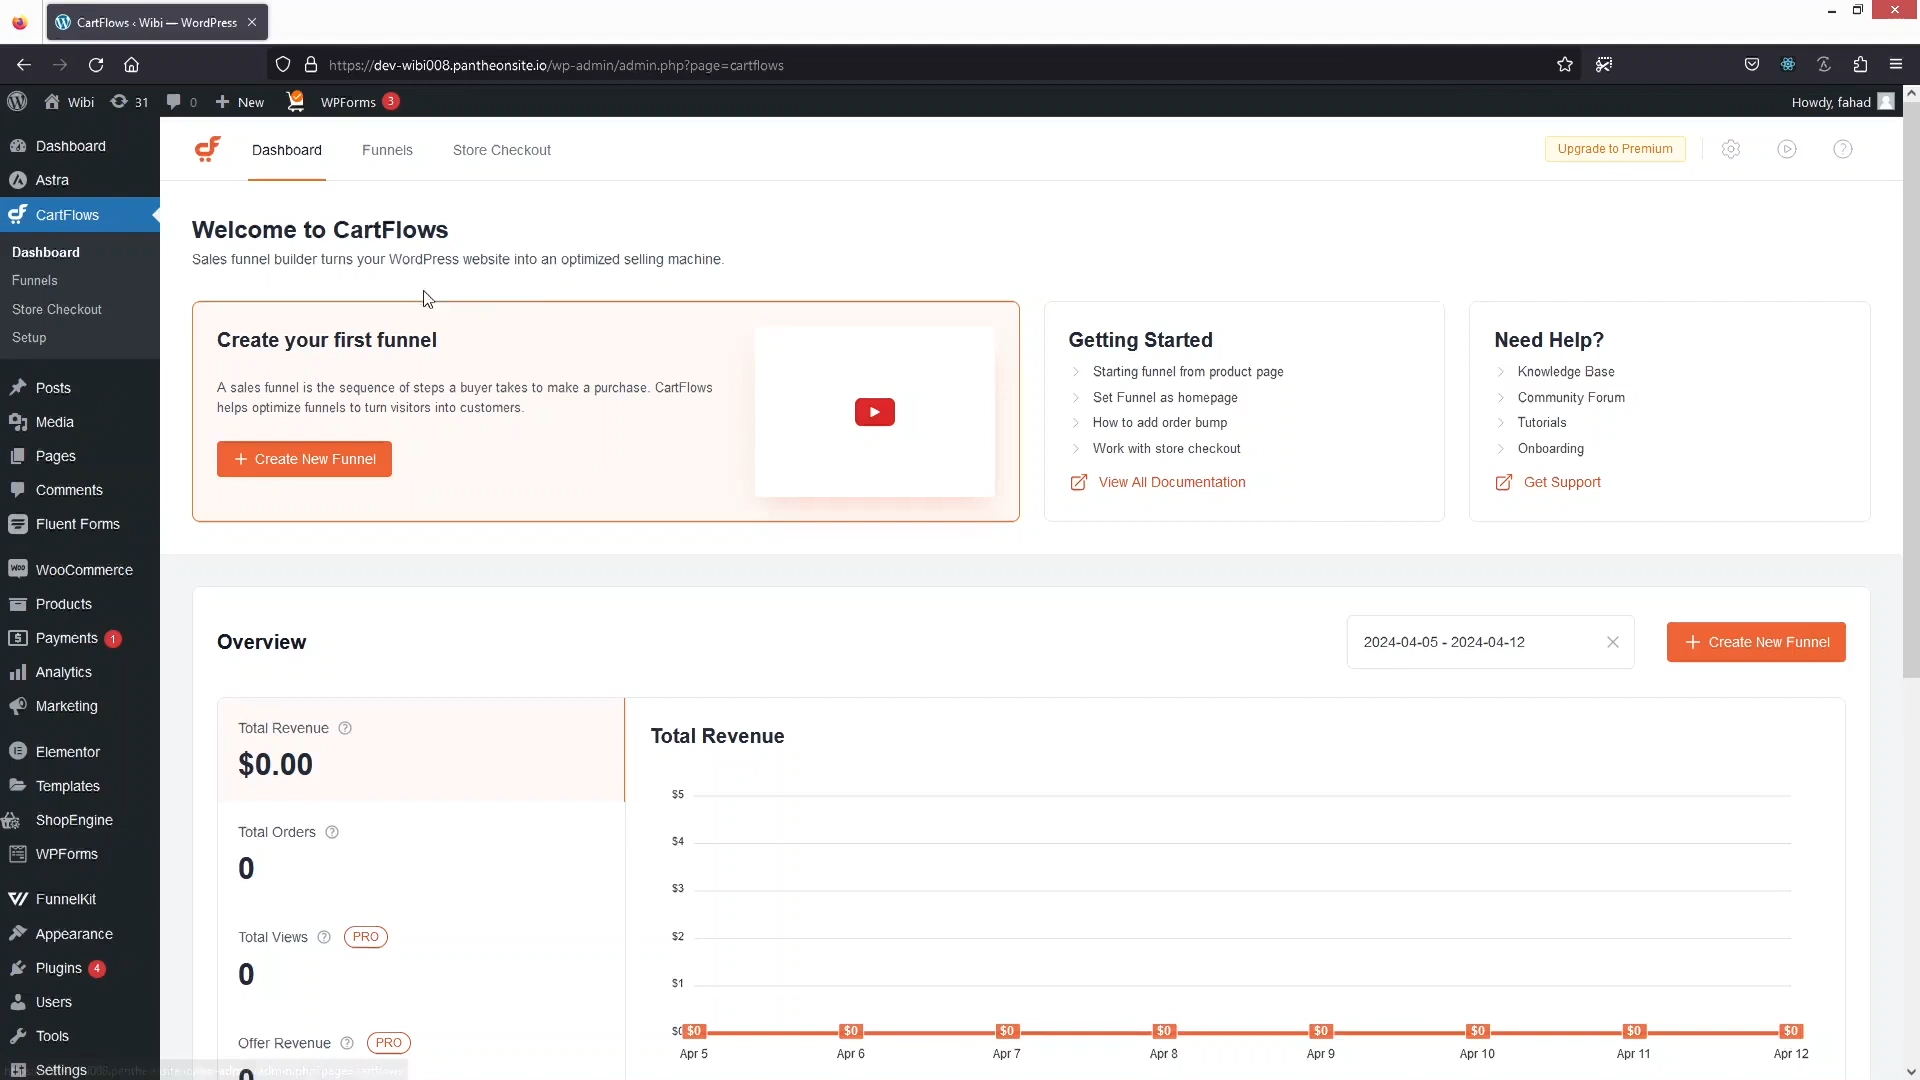 CartFlows ‹ Wibi — WordPress
https://dev-wibi008.pantheonsite.io/wp-admin/admin.php?page=cartflows
Wibi 31 0 New WPForms 3
Howdy, fahad
Dashboard
Astra
CartFlows
Dashboard
Funnels
Store Checkout
Setup
Posts
Media
Pages
Comments
Fluent Forms
WooCommerce
Products
Payments 1
Analytics
Marketing
Elementor
Templates
ShopEngine
WPForms
FunnelKit
Appearance
Plugins 4
Users
Tools
Settings
Dashboard Funnels Store Checkout
Upgrade to Premium
Welcome to CartFlows
Sales funnel builder turns your WordPress website into an optimized selling machine.
Create your first funnel
A sales funnel is the sequence of steps a buyer takes to make a purchase. CartFlows
helps optimize funnels to turn visitors into customers.
Create New Funnel
Getting Started
Starting funnel from product page
Set Funnel as homepage
How to add order bump
Work with store checkout
View All Documentation
Need Help?
Knowledge Base
Community Forum
Tutorials
Onboarding
Get Support
Overview
2024-04-05 - 2024-04-12
Create New Funnel
Total Revenue
$0.00
Total Orders
0
Total Views PRO
0
Offer Revenue PRO
Total Revenue
$5
$4
$3
$2
$1
$0 $0 $0 $0 $0 $0 $0 $0
Apr 5 Apr 6 Apr 7 Apr 8 Apr 9 Apr 10 Apr 11 Apr 12